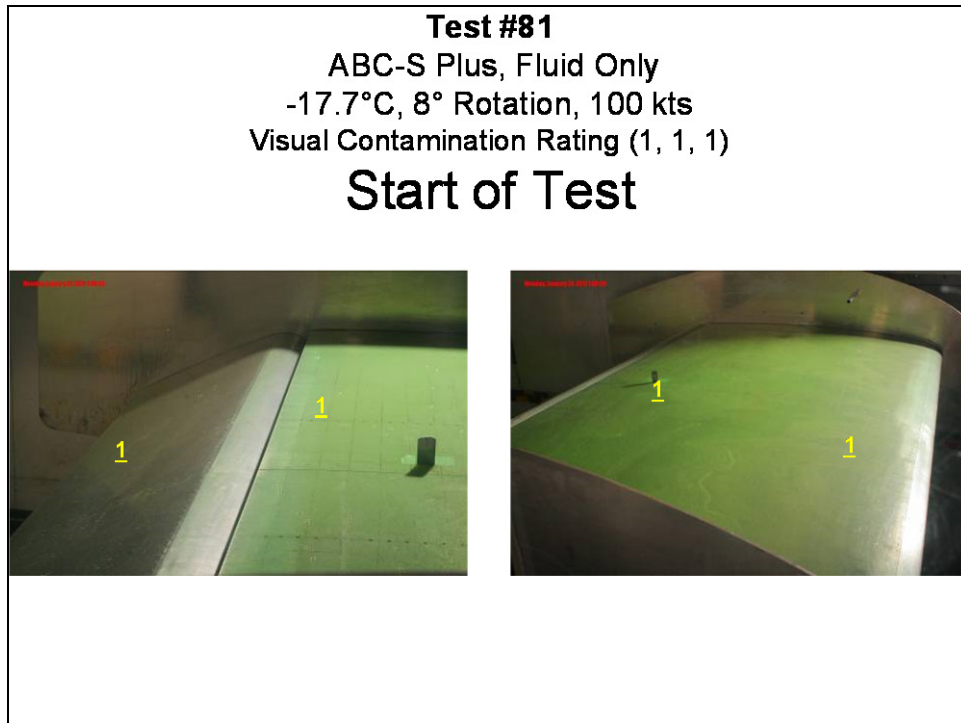 Test #81
ABC-S Plus, Fluid Only
-17.7°C, 8° Rotation, 100 kts
Visual Contamination Rating (1, 1, 1)
Start of Test
1
1
1
1